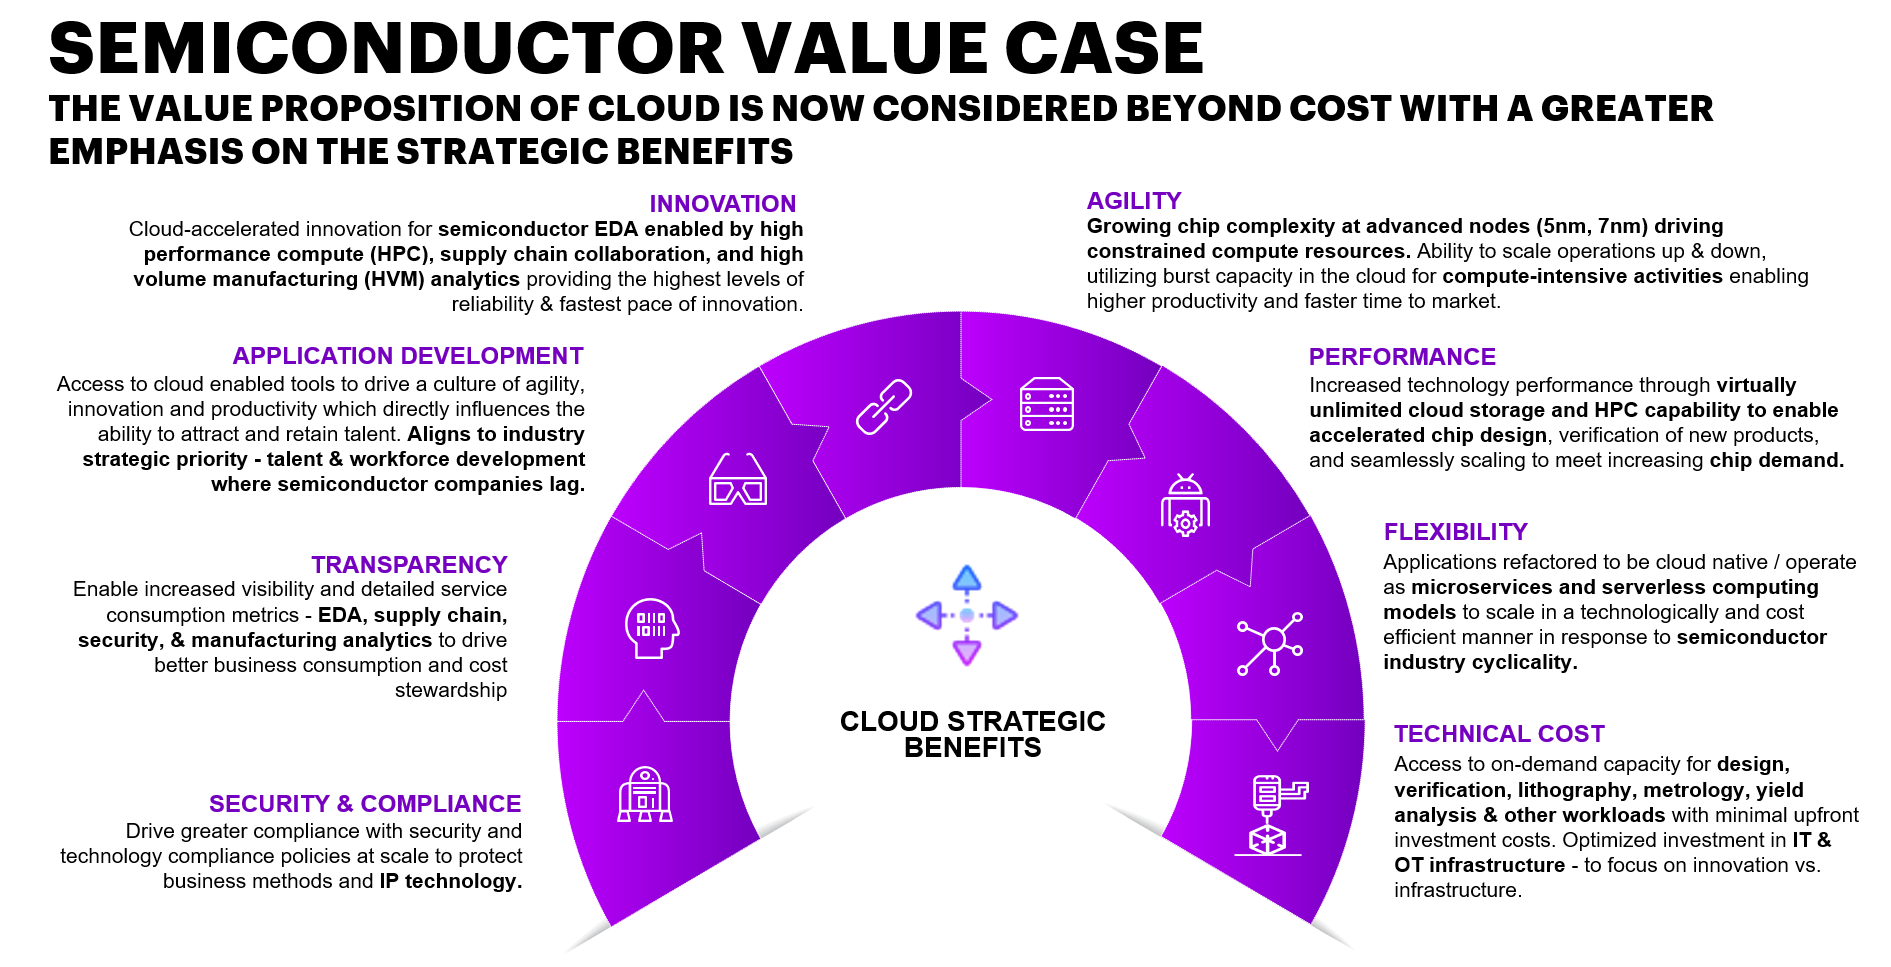 SEMICONDUCTOR VALUE CASE
THE VALUE PROPOSITION OF CLOUD IS NOW CONSIDERED BEYOND COST WITH A GREATER
EMPHASIS ON THE STRATEGIC BENEFITS
INNOVATION
Cloud-accelerated innovation for semiconductor EDA enabled by high
performance compute (HPC), supply chain collaboration, and high
volume manufacturing (HVM) analytics providing the highest levels of
reliability & fastest pace of innovation.
APPLICATION DEVELOPMENT
Access to cloud enabled tools to drive a culture of agility,
innovation and productivity which directly influences the
ability to attract and retain talent. Aligns to industry
strategic priority - talent & workforce development
where semiconductor companies lag.
TRANSPARENCY
Enable increased visibility and detailed service
consumption metrics - EDA, supply chain,
security, & manufacturing analytics to drive
better business consumption and cost
stewardship
SECURITY & COMPLIANCE
Drive greater compliance with security and
technology compliance policies at scale to protect
business methods and IP technology.
CLOUD STRATEGIC
BENEFITS
AGILITY
Growing chip complexity at advanced nodes (5nm, 7nm) driving
constrained compute resources. Ability to scale operations up & down,
utilizing burst capacity in the cloud for compute-intensive activities enabling
higher productivity and faster time to market.
PERFORMANCE
Increased technology performance through virtually
unlimited cloud storage and HPC capability to enable
accelerated chip design, verification of new products,
and seamlessly scaling to meet increasing chip demand.
FLEXIBILITY
Applications refactored to be cloud native / operate
as microservices and serverless computing
models to scale in a technologically and cost
efficient manner in response to semiconductor
industry cyclicality.
TECHNICAL COST
Access to on-demand capacity for design,
verification, lithography, metrology, yield
analysis & other workloads with minimal upfront
investment costs. Optimized investment in IT &
OT infrastructure - to focus on innovation vs.
infrastructure.